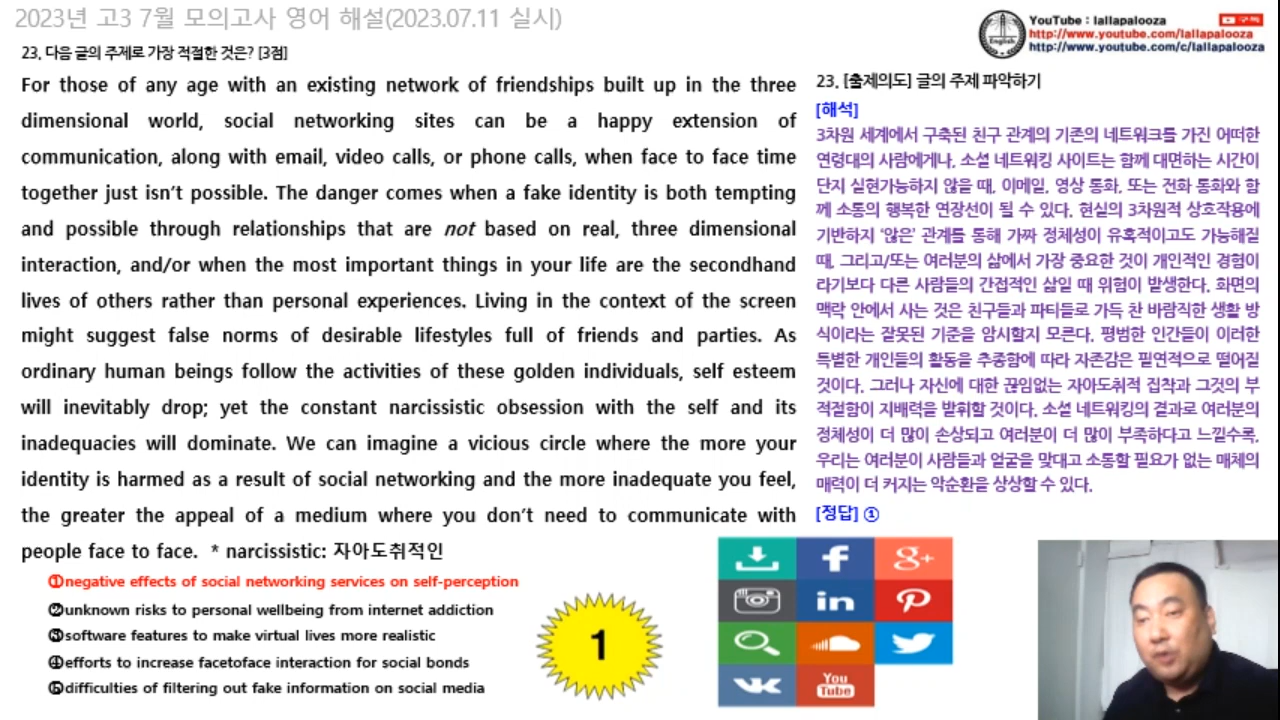 2023년 고3 7월 모의고사 영어 해설(2023.07.11 실시)
YouTube : lallapalooza
구독
http://www.youtube.com/lallapalooza
http://www.youtube.com/c/lallapalooza
English
23. 다음 글의 주제로 가장 적절한 것은? [3점]
For those of any age with an existing network of friendships built up in the three
dimensional world, social networking sites can be a happy extension of
communication, along with email, video calls, or phone calls, when face to face time
together just isn't possible. The danger comes when a fake identity is both tempting
and possible through relationships that are not based on real, three dimensional
interaction, and/or when the most important things in your life are the secondhand
lives of others rather than personal experiences. Living in the context of the screen
might suggest false norms of desirable lifestyles full of friends and parties. As
ordinary human beings follow the activities of these golden individuals, self esteem
will inevitably drop; yet the constant narcissistic obsession with the self and its
inadequacies will dominate. We can imagine a vicious circle where the more your
identity is harmed as a result of social networking and the more inadequate you feel,
the greater the appeal of a medium where you don't need to communicate with
people face to face. * narcissistic: 자아도취적인
①negative effects of social networking services on self-perception
②unknown risks to personal wellbeing from internet addiction
③software features to make virtual lives more realistic
④efforts to increase facetoface interaction for social bonds
⑤difficulties of filtering out fake information on social media
1
23. [출제의도] 글의 주제 파악하기
[해석]
3차원 세계에서 구축된 친구 관계의 기존의 네트워크를 가진 어떠한
연령대의 사람에게나, 소셜 네트워킹 사이트는 함께 대면하는 시간이
단지 실현가능하지 않을 때, 이메일, 영상 통화, 또는 전화 통화와 함
께 소통의 행복한 연장선이 될 수 있다. 현실의 3차원적 상호작용에
기반하지 '않은' 관계를 통해 가짜 정체성이 유혹적이고도 가능해질
때, 그리고/또는 여러분의 삶에서 가장 중요한 것이 개인적인 경험이
라기보다 다른 사람들의 간접적인 삶일 때 위험이 발생한다. 화면의
맥락 안에서 사는 것은 친구들과 파티들로 가득 찬 바람직한 생활 방
식이라는 잘못된 기준을 암시할지 모른다. 평범한 인간들이 이러한
특별한 개인들의 활동을 추종함에 따라 자존감은 필연적으로 떨어질
것이다. 그러나 자신에 대한 끊임없는 자아도취적 집착과 그것의 부
적절함이 지배력을 발휘할 것이다. 소셜 네트워킹의 결과로 여러분의
정체성이 더 많이 손상되고 여러분이 더 많이 부족하다고 느낄수록,
우리는 여러분이 사람들과 얼굴을 맞대고 소통할 필요가 없는 매체의
매력이 더 커지는 악순환을 상상할 수 있다.
[정답] ①
f
g+
in
You
Tube